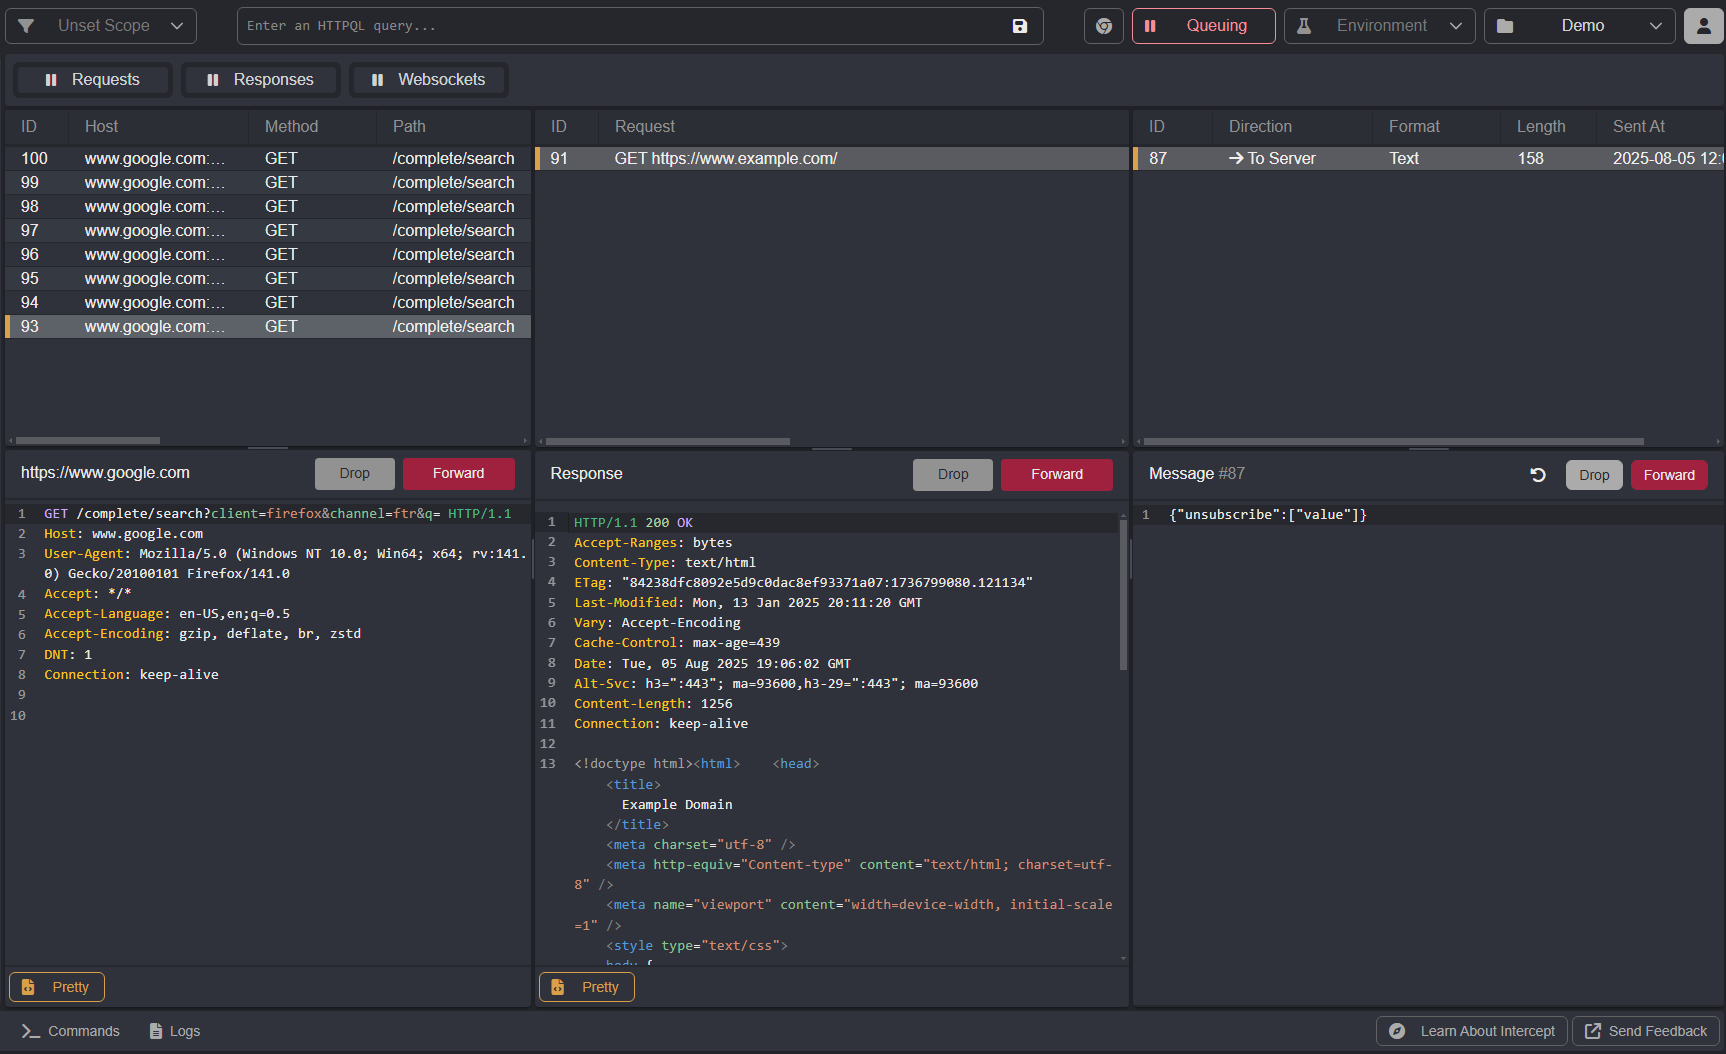 Unset Scope
Enter an HTTPQL query...
Queuing
Environment
Demo
Requests
Responses
Websockets
ID Host Method Path
100 www.google.com:... GET /complete/search
99 www.google.com:... GET /complete/search
98 www.google.com:... GET /complete/search
97 www.google.com:... GET /complete/search
96 www.google.com:... GET /complete/search
95 www.google.com:... GET /complete/search
94 www.google.com:... GET /complete/search
93 www.google.com:... GET /complete/search
ID Request
91 GET https://www.example.com/
ID Direction Format Length Sent At
87 → To Server Text 158 2025-08-05 12:
https://www.google.com Drop Forward
1 GET /complete/search?client=firefox&channel=ftr&q= HTTP/1.1
2 Host: www.google.com
3 User-Agent: Mozilla/5.0 (Windows NT 10.0; Win64; x64; rv:141.
0) Gecko/20100101 Firefox/141.0
4 Accept: */*
5 Accept-Language: en-US,en;q=0.5
6 Accept-Encoding: gzip, deflate, br, zstd
7 DNT: 1
8 Connection: keep-alive
9
10
Pretty
Response Drop Forward
1 HTTP/1.1 200 OK
2 Accept-Ranges: bytes
3 Content-Type: text/html
4 ETag: "84238dfc8092e5d9c0dac8ef93371a07:1736799080.121134"
5 Last-Modified: Mon, 13 Jan 2025 20:11:20 GMT
6 Vary: Accept-Encoding
7 Cache-Control: max-age=439
8 Date: Tue, 05 Aug 2025 19:06:02 GMT
9 Alt-Svc: h3=":443"; ma=93600,h3-29=":443"; ma=93600
10 Content-Length: 1256
11 Connection: keep-alive
12
13 <!doctype html><html> <head>
<title>
Example Domain
</title>
<meta charset="utf-8" />
<meta http-equiv="Content-type" content="text/html; charset=utf-
8" />
<meta name="viewport" content="width=device-width, initial-scale
=1" />
<style type="text/css">
body {
Pretty
Message #87 Drop Forward
1 {"unsubscribe":["value"]}
Commands
Logs
Learn About Intercept
Send Feedback